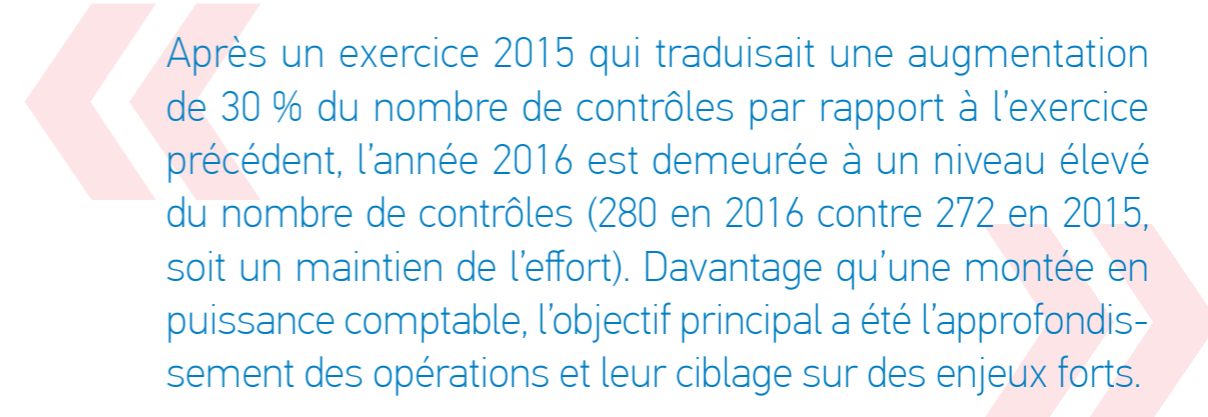 Après un exercice 2015 qui traduisait une augmentation
de 30 % du nombre de contrôles par rapport à l’exercice
précédent, l’année 2016 est demeurée à un niveau élevé
du nombre de contrôles (280 en 2016 contre 272 en 2015,
soit un maintien de l’effort). Davantage qu’une montée en
puissance comptable, l’objectif principal a été l’approfondis-
sement des opérations et leur ciblage sur des enjeux forts.